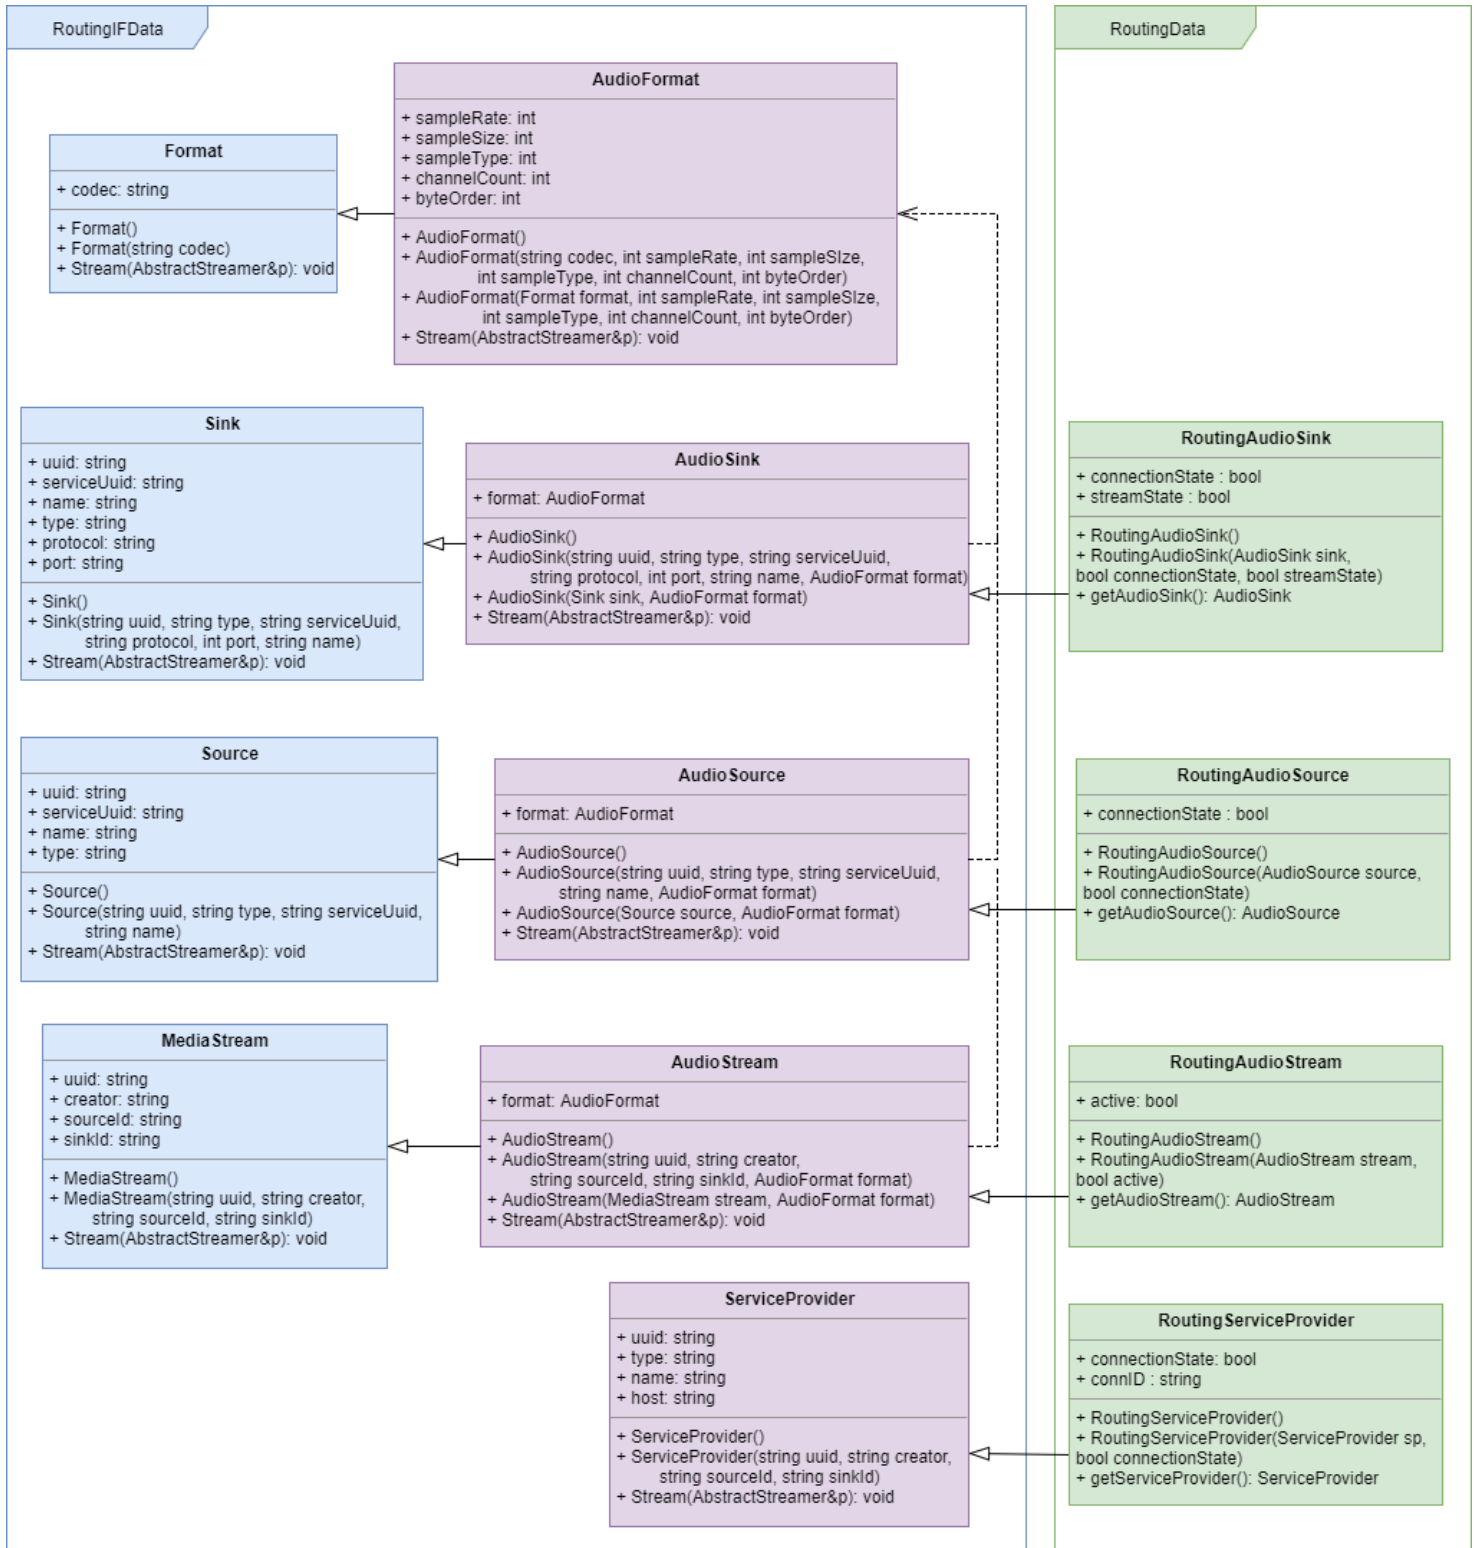 RoutingIFData
Format
+ codec: string
+ Format()
+ Format(string codec)
+ Stream(AbstractStreamer&p): void
AudioFormat
+ sampleRate: int
+ sampleSize: int
+ sampleType: int
+ channelCount: int
+ byteOrder: int
+ AudioFormat()
+ AudioFormat(string codec, int sampleRate, int sampleSIze,
int sampleType, int channelCount, int byteOrder)
+ AudioFormat(Format format, int sampleRate, int sampleSIze,
int sampleType, int channelCount, int byteOrder)
+ Stream(AbstractStreamer&p): void
Sink
+ uuid: string
+ serviceUuid: string
+ name: string
+ type: string
+ protocol: string
+ port: string
+ Sink()
+ Sink(string uuid, string type, string serviceUuid,
string protocol, int port, string name)
+ Stream(AbstractStreamer&p): void
AudioSink
+ format: AudioFormat
+ AudioSink()
+ AudioSink(string uuid, string type, string serviceUuid,
string protocol, int port, string name, AudioFormat format)
+ AudioSink(Sink sink, AudioFormat format)
+ Stream(AbstractStreamer&p): void
Source
+ uuid: string
+ serviceUuid: string
+ name: string
+ type: string
+ Source()
+ Source(string uuid, string type, string serviceUuid,
string name)
+ Stream(AbstractStreamer&p): void
AudioSource
+ format: AudioFormat
+ AudioSource()
+ AudioSource(string uuid, string type, string serviceUuid,
string name, AudioFormat format)
+ AudioSource(Source source, AudioFormat format)
+ Stream(AbstractStreamer&p): void
MediaStream
+ uuid: string
+ creator: string
+ sourceId: string
+ sinkId: string
+ MediaStream()
+ MediaStream(string uuid, string creator,
string sourceId, string sinkId)
+ Stream(AbstractStreamer&p): void
AudioStream
+ format: AudioFormat
+ AudioStream()
+ AudioStream(string uuid, string creator,
string sourceId, string sinkId, AudioFormat format)
+ AudioStream(MediaStream stream, AudioFormat format)
+ Stream(AbstractStreamer&p): void
ServiceProvider
+ uuid: string
+ type: string
+ name: string
+ host: string
+ ServiceProvider()
+ ServiceProvider(string uuid, string creator,
string sourceId, string sinkId)
+ Stream(AbstractStreamer&p): void
RoutingData
RoutingAudioSink
+ connectionState : bool
+ streamState : bool
+ RoutingAudioSink()
+ RoutingAudioSink(AudioSink sink,
bool connectionState, bool streamState)
+ getAudioSink(): AudioSink
RoutingAudioSource
+ connectionState : bool
+ RoutingAudioSource()
+ RoutingAudioSource(AudioSource source,
bool connectionState)
+ getAudioSource(): AudioSource
RoutingAudioStream
+ active: bool
+ RoutingAudioStream()
+ RoutingAudioStream(AudioStream stream,
bool active)
+ getAudioStream(): AudioStream
RoutingServiceProvider
+ connectionState: bool
+ connID : string
+ RoutingServiceProvider()
+ RoutingServiceProvider(ServiceProvider sp,
bool connectionState)
+ getServiceProvider(): ServiceProvider